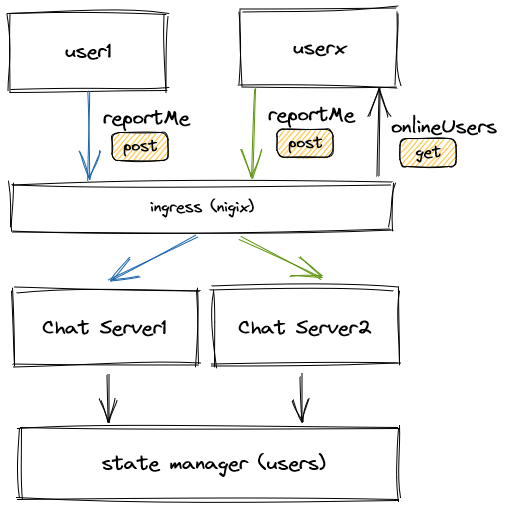 user1
userx
reportMe
post
reportMe
post
onlineUsers
get
ingress (nigix)
Chat Server1
Chat Server2
state manager (users)